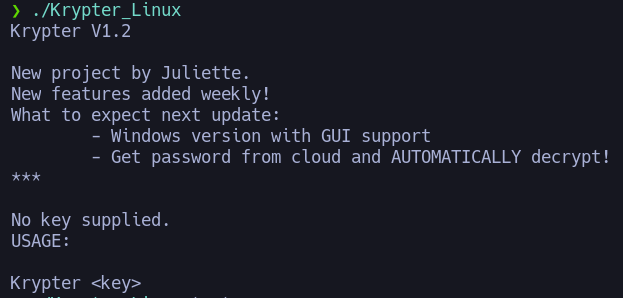 ❯ ./Krypter_Linux
Krypter V1.2
New project by Juliette.
New features added weekly!
What to expect next update:
- Windows version with GUI support
- Get password from cloud and AUTOMATICALLY decrypt!
***
No key supplied.
USAGE:
Krypter <key>